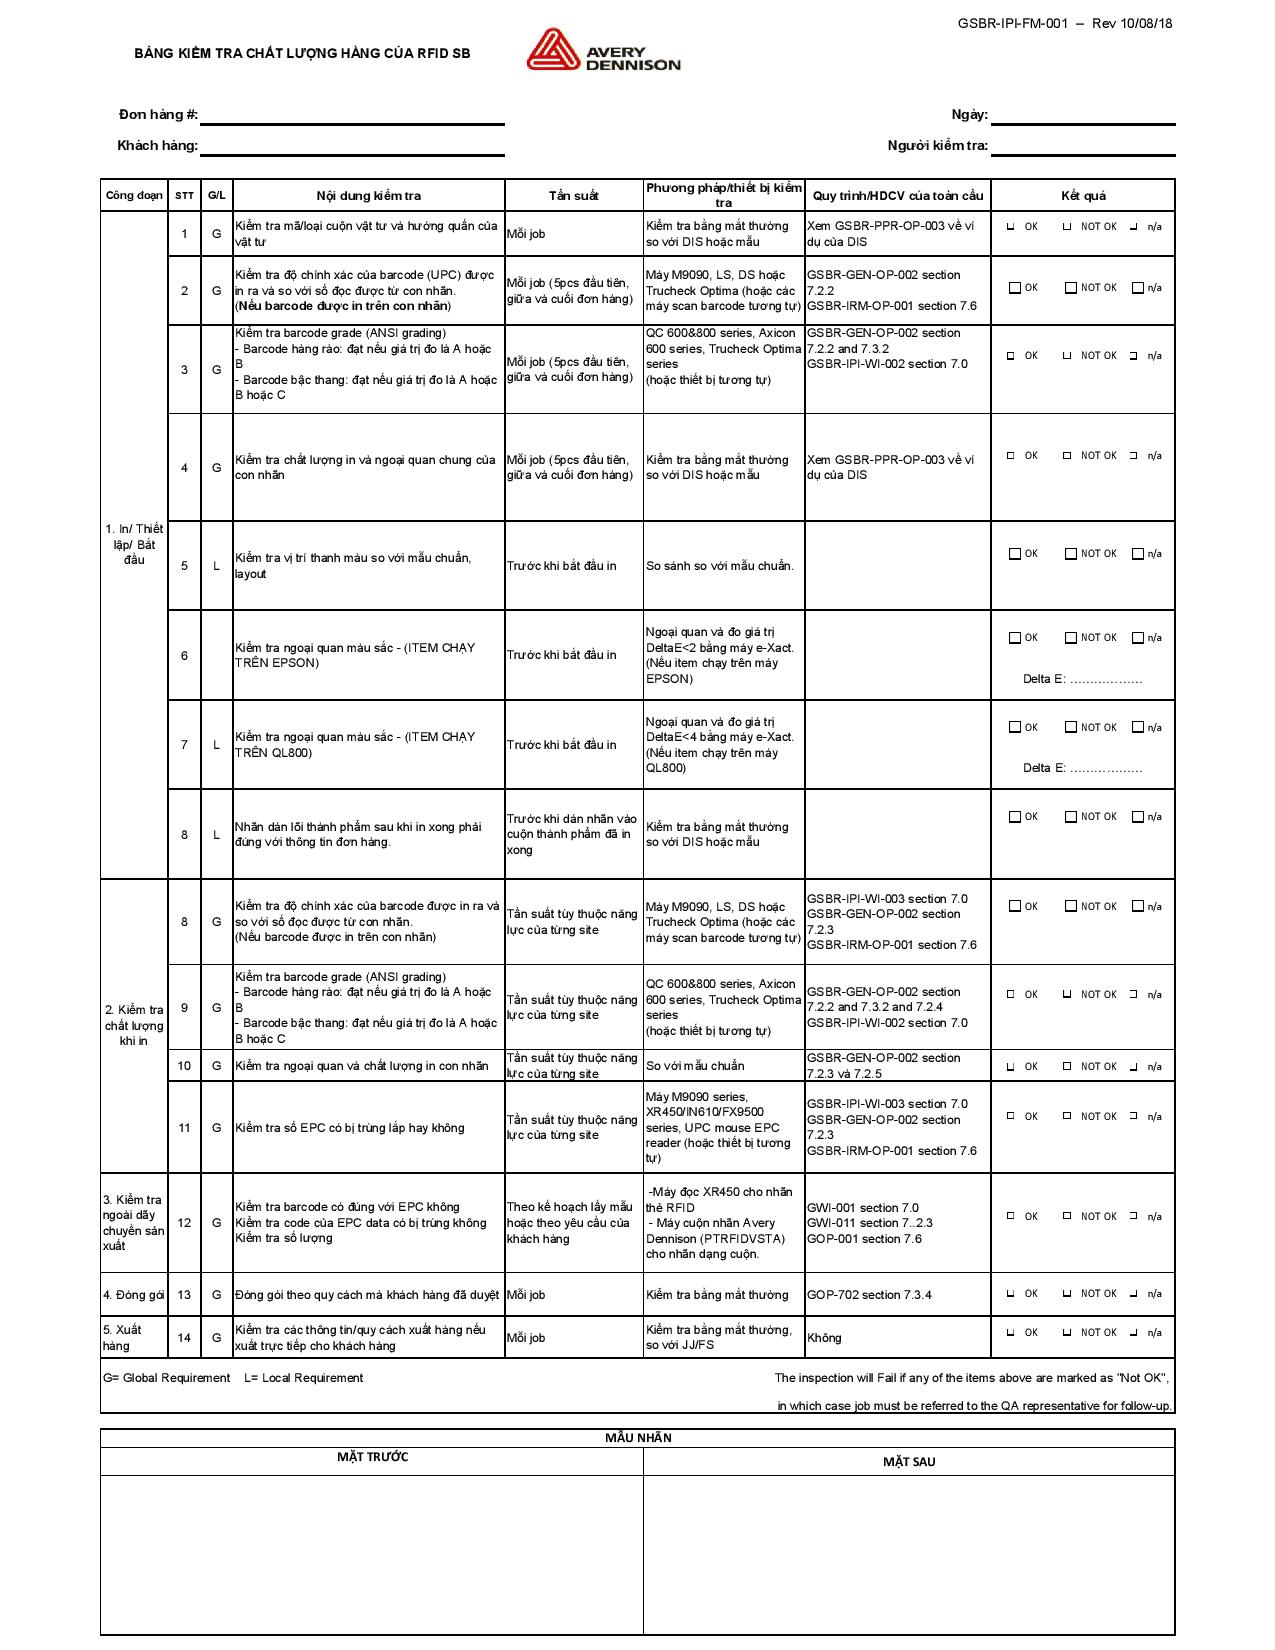 GSBR-IPI-FM-001 – Rev 10/08/18
BẢNG KIỂM TRA CHẤT LƯỢNG HÀNG CỦA RFID SB
AVERY
DENNISON
Đơn hàng #:
Ngày:
Khách hàng:
Người kiểm tra:
Công đoạn STT G/L Nội dung kiểm tra Tần suất Phương pháp/thiết bị kiểm tra Quy trình/HDCV của toàn cầu Kết quả
1. In/ Thiết
lập/ Bắt
đầu
1 G
Kiểm tra mã/loại cuộn vật tư và hướng quấn của
vật tư
Mỗi job
Kiểm tra bằng mắt thường
so với DIS hoặc mẫu
Xem GSBR-PPR-OP-003 về ví
dụ của DIS
OK NOT OK n/a
2 G
Kiểm tra độ chính xác của barcode (UPC) được
in ra và so với số đọc được từ con nhãn.
(Nếu barcode được in trên con nhãn)
Mỗi job (5pcs đầu tiên,
giữa và cuối đơn hàng)
Máy M9090, LS, DS hoặc
Trucheck Optima (hoặc các
máy scan barcode tương tự)
GSBR-GEN-OP-002 section
7.2.2
GSBR-IRM-OP-001 section 7.6
OK NOT OK n/a
3 G
Kiểm tra barcode grade (ANSI grading)
- Barcode hàng rào: đạt nếu giá trị đo là A hoặc
B
- Barcode bậc thang: đạt nếu giá trị đo là A hoặc
B hoặc C
Mỗi job (5pcs đầu tiên,
giữa và cuối đơn hàng)
QC 600&800 series, Axicon
600 series, Trucheck Optima
series
(hoặc thiết bị tương tự)
GSBR-GEN-OP-002 section
7.2.2 and 7.3.2
GSBR-IPI-WI-002 section 7.0
OK NOT OK n/a
4 G
Kiểm tra chất lượng in và ngoại quan chung của
con nhãn
Mỗi job (5pcs đầu tiên,
giữa và cuối đơn hàng)
Kiểm tra bằng mắt thường
so với DIS hoặc mẫu
Xem GSBR-PPR-OP-003 về ví
dụ của DIS
OK NOT OK n/a
5 L
Kiểm tra vị trí thanh màu so với mẫu chuẩn,
layout
Trước khi bắt đầu in
So sánh so với mẫu chuẩn.
OK NOT OK n/a
6
Kiểm tra ngoại quan màu sắc - (ITEM CHẠY
TRÊN EPSON)
Trước khi bắt đầu in
Ngoại quan và đo giá trị
DeltaE<2 bằng máy e-Xact.
(Nếu item chạy trên máy
EPSON)
OK NOT OK n/a
Delta E: ………………
7 L
Kiểm tra ngoại quan màu sắc - (ITEM CHẠY
TRÊN QL800)
Trước khi bắt đầu in
Ngoại quan và đo giá trị
DeltaE<4 bằng máy e-Xact.
(Nếu item chạy trên máy
QL800)
OK NOT OK n/a
Delta E: ………………
8 L
Nhãn dán lõi thành phẩm sau khi in xong phải
đúng với thông tin đơn hàng.
Trước khi dán nhãn vào
cuộn thành phẩm đã in
xong
Kiểm tra bằng mắt thường
so với DIS hoặc mẫu
OK NOT OK n/a
2. Kiểm tra
chất lượng
khi in
8 G
Kiểm tra độ chính xác của barcode được in ra và
so với số đọc được từ con nhãn.
(Nếu barcode được in trên con nhãn)
Tần suất tùy thuộc năng
lực của từng site
Máy M9090, LS, DS hoặc
Trucheck Optima (hoặc các
máy scan barcode tương tự)
GSBR-IPI-WI-003 section 7.0
GSBR-GEN-OP-002 section
7.2.3
GSBR-IRM-OP-001 section 7.6
OK NOT OK n/a
9 G
Kiểm tra barcode grade (ANSI grading)
- Barcode hàng rào: đạt nếu giá trị đo là A hoặc
B
- Barcode bậc thang: đạt nếu giá trị đo là A hoặc
B hoặc C
Tần suất tùy thuộc năng
lực của từng site
QC 600&800 series, Axicon
600 series, Trucheck Optima
series
(hoặc thiết bị tương tự)
GSBR-GEN-OP-002 section
7.2.2 and 7.3.2 and 7.2.4
GSBR-IPI-WI-002 section 7.0
OK NOT OK n/a
10 G
Kiểm tra ngoại quan và chất lượng in con nhãn
Tần suất tùy thuộc năng
lực của từng site
So với mẫu chuẩn
GSBR-GEN-OP-002 section
7.2.3 và 7.2.5
OK NOT OK n/a
11 G
Kiểm tra số EPC có bị trùng lắp hay không
Tần suất tùy thuộc năng
lực của từng site
Máy M9090 series,
XR450/IN610/FX9500
series, UPC mouse EPC
reader (hoặc thiết bị tương
tự)
GSBR-IPI-WI-003 section 7.0
GSBR-GEN-OP-002 section
7.2.3
GSBR-IRM-OP-001 section 7.6
OK NOT OK n/a
3. Kiểm tra
ngoài dây
chuyền sản
xuất
12 G
Kiểm tra barcode có đúng với EPC không
Kiểm tra code của EPC data có bị trùng không
Kiểm tra số lượng
Theo kế hoạch lấy mẫu
hoặc theo yêu cầu của
khách hàng
-Máy đọc XR450 cho nhãn
thẻ RFID
- Máy cuộn nhãn Avery
Dennison (PTRFIDVSTA)
cho nhãn dạng cuộn.
GWI-001 section 7.0
GWI-011 section 7..2.3
GOP-001 section 7.6
OK NOT OK n/a
4. Đóng gói 13 G
Đóng gói theo quy cách mà khách hàng đã duyệt
Mỗi job
Kiểm tra bằng mắt thường
GOP-702 section 7.3.4
OK NOT OK n/a
5. Xuất
hàng
14 G
Kiểm tra các thông tin/quy cách xuất hàng nếu
xuất trực tiếp cho khách hàng
Mỗi job
Kiểm tra bằng mắt thường,
so với JJ/FS
Không
OK NOT OK n/a
G= Global Requirement L= Local Requirement
The inspection will Fail if any of the items above are marked as "Not OK",
in which case job must be referred to the QA representative for follow-up.
MẪU NHÃN
MẶT TRƯỚC
MẶT SAU